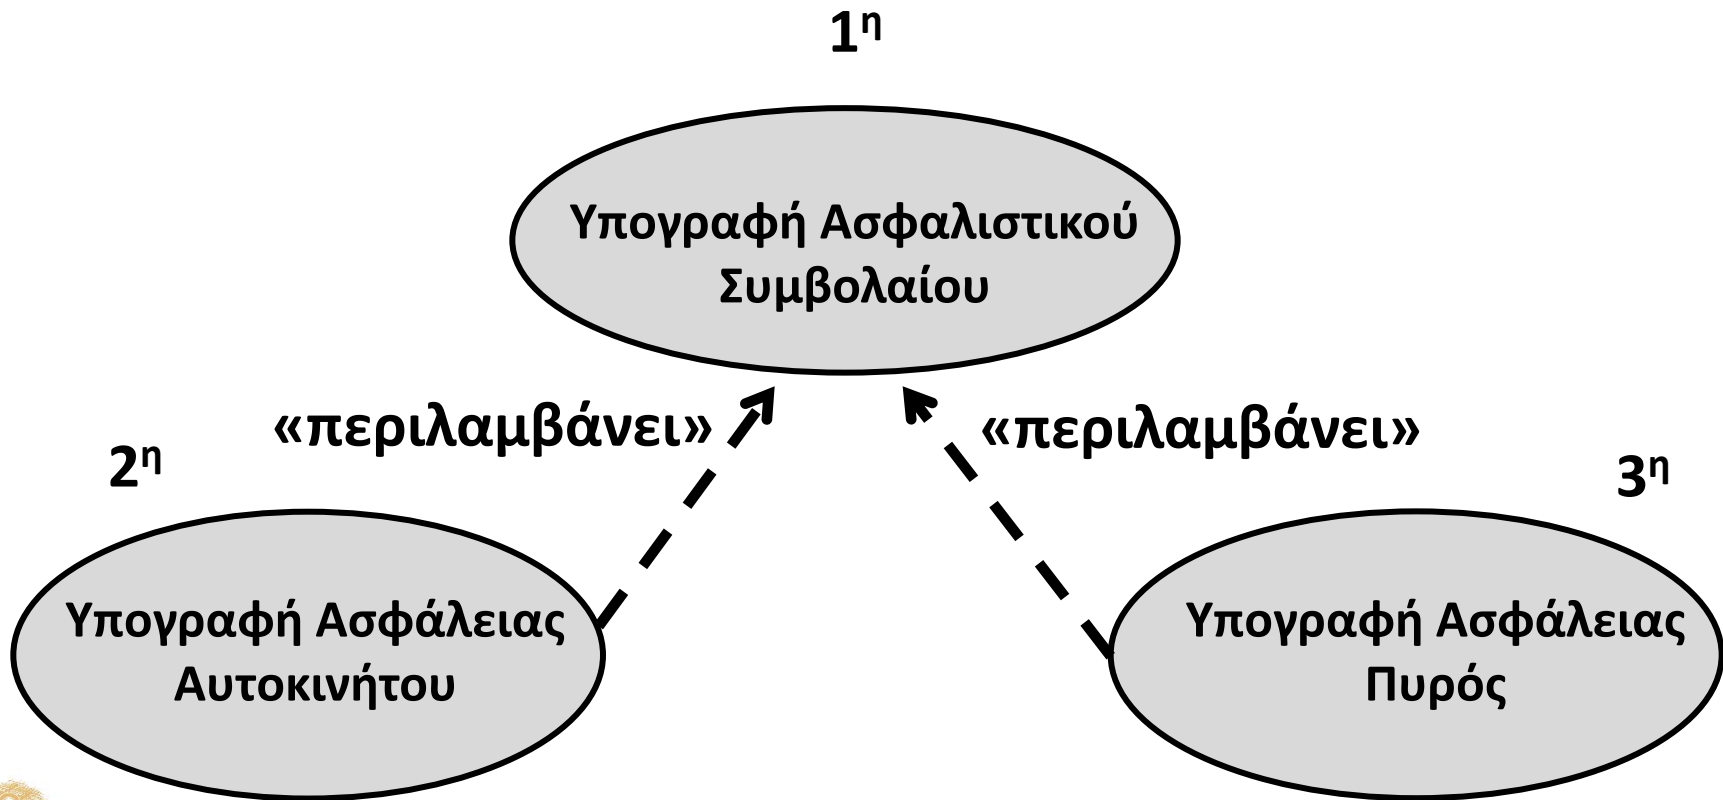 1η
Υπογραφή Ασφαλιστικού
Συμβολαίου
«περιλαμβάνει»
«περιλαμβάνει»
2η
3η
Υπογραφή Ασφάλειας
Αυτοκινήτου
Υπογραφή Ασφάλειας
Πυρός